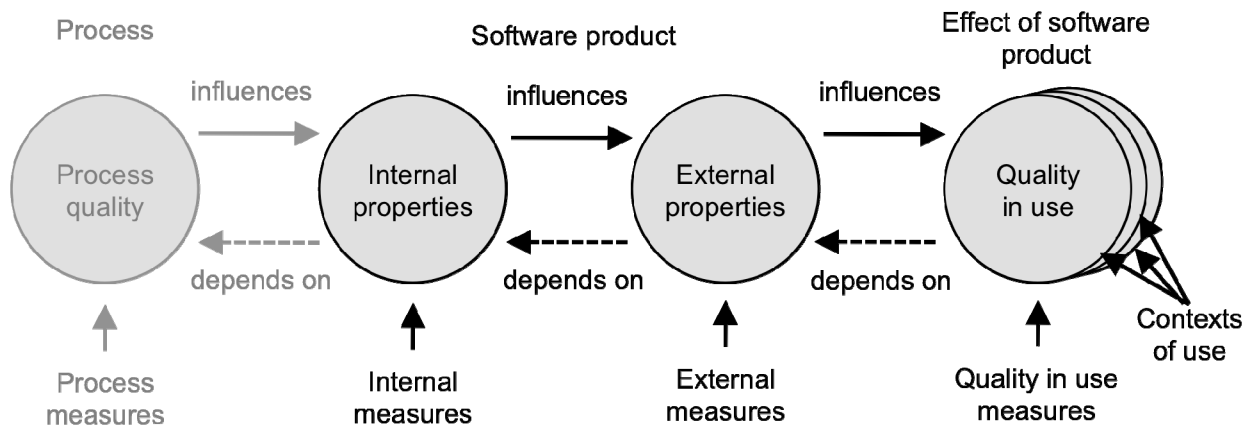 Process
Software product
Effect of software
product
influences
influences
influences
Process
quality
Internal
properties
External
properties
Quality
in use
depends on
depends on
depends on
Contexts
of use
Process
measures
Internal
measures
External
measures
Quality in use
measures